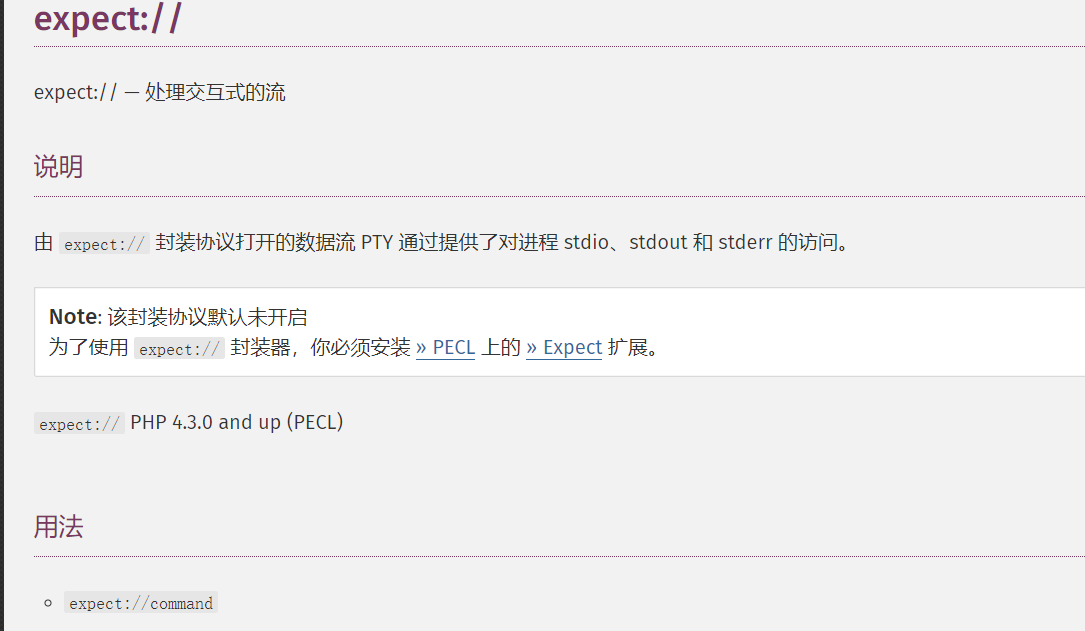 expect://
expect:// — 处理交互式的流
说明
由 expect:// 封装协议打开的数据流 PTY 通过提供了对进程 stdio、stdout 和 stderr 的访问。
Note: 该封装协议默认未开启
为了使用 expect:// 封装器，你必须安装 » PECL 上的 » Expect 扩展。
expect:// PHP 4.3.0 and up (PECL)
用法
expect://command